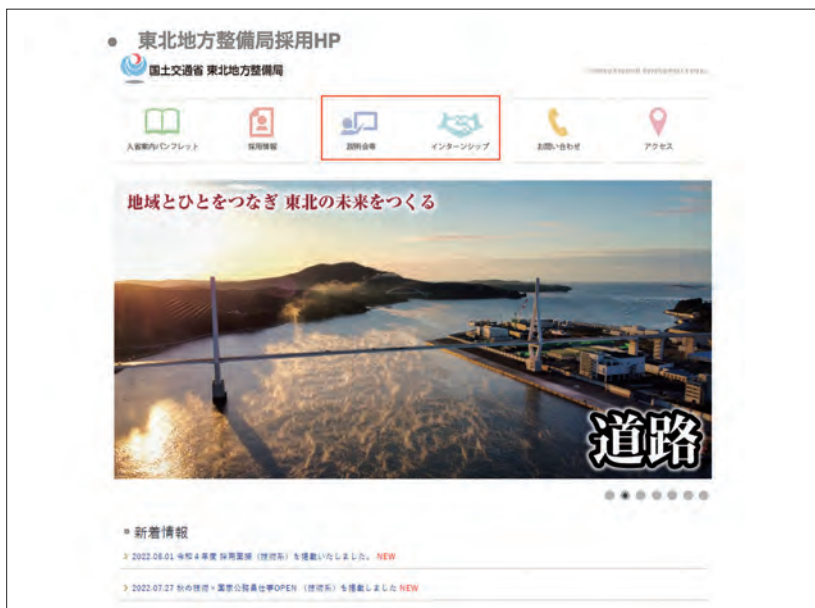 ● 東北地方整備局採用HP
国土交通省 東北地方整備局
入省案内パンフレット 採用情報 説明会等 インターンシップ お問い合わせ アクセス
地域とひとをつなぎ 東北の未来をつくる
道路
新着情報
2022.08.01 令和4年度 採用面接(技術系)を掲載いたしました。 NEW
2022.07.27 秋の技術×国家公務員仕事OPEN(技術系)を掲載しました NEW